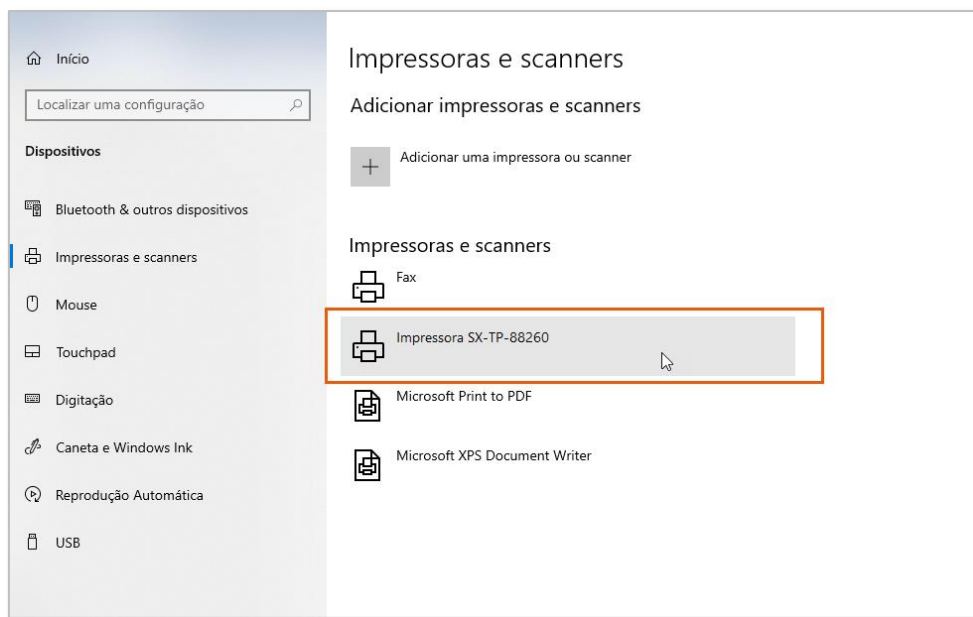 Início
Localizar uma configuração
Dispositivos
Bluetooth & outros dispositivos
Impressoras e scanners
Mouse
Touchpad
Digitação
Caneta e Windows Ink
Reprodução Automática
USB
Impressoras e scanners
Adicionar impressoras e scanners
Adicionar uma impressora ou scanner
Impressoras e scanners
Fax
Impressora SX-TP-88260
Microsoft Print to PDF
Microsoft XPS Document Writer